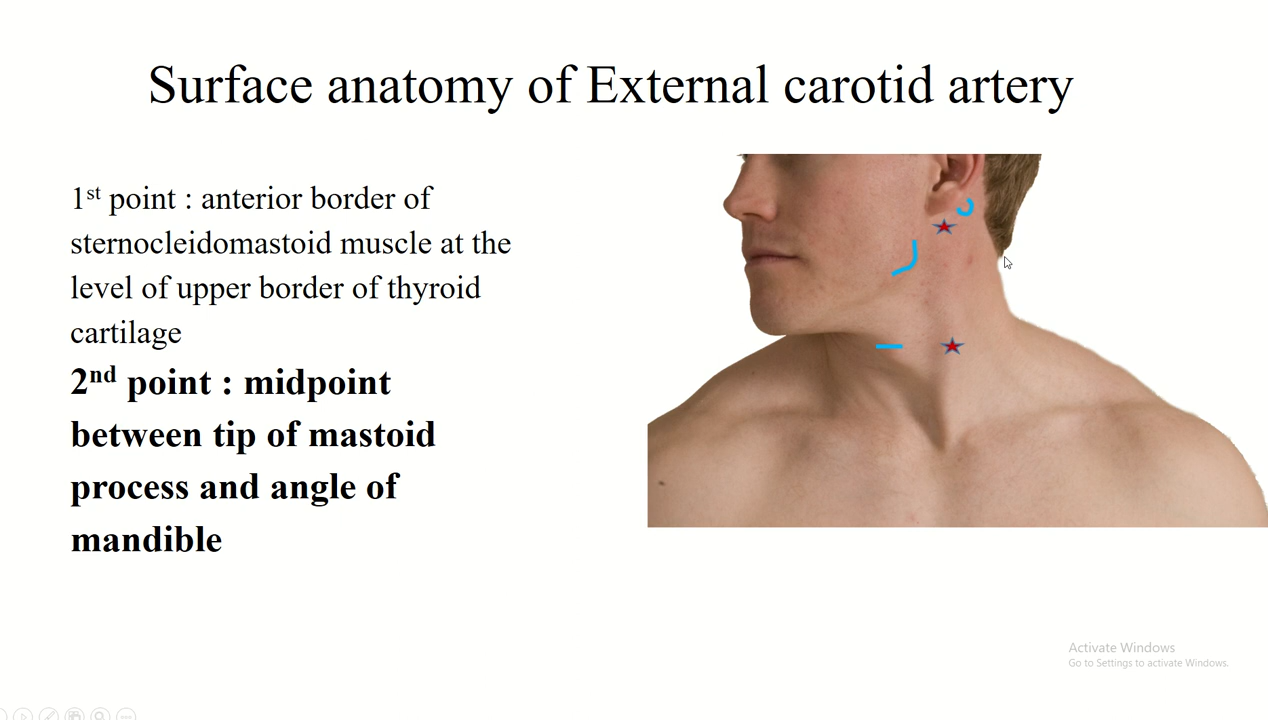 Surface anatomy of External carotid artery
1st point : anterior border of
sternocleidomastoid muscle at the
level of upper border of thyroid
cartilage
2nd point : midpoint
between tip of mastoid
process and angle of
mandible
Activate Windows
Go to Settings to activate Windows.